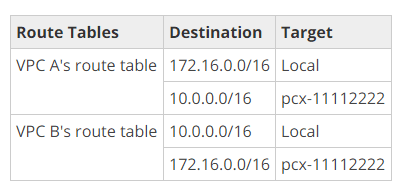 Route Tables Destination Target
VPC A's route table 172.16.0.0/16 Local
10.0.0.0/16 pcx-11112222
VPC B's route table 10.0.0.0/16 Local
172.16.0.0/16 pcx-11112222